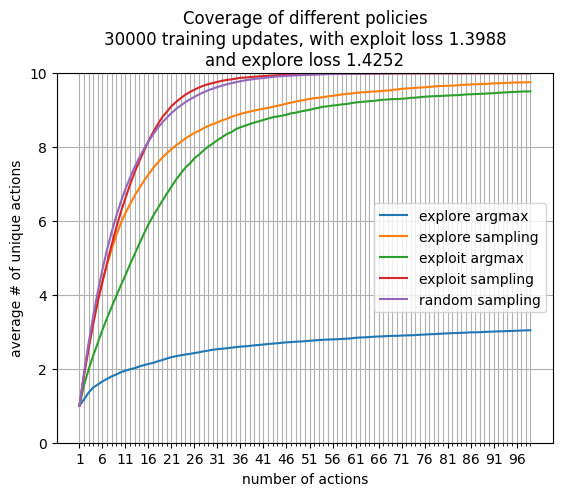 Coverage of different policies
30000 training updates, with exploit loss 1.3988
and explore loss 1.4252
average # of unique actions
10
8
6
4
2
0
explore argmax
explore sampling
exploit argmax
exploit sampling
random sampling
1 6 11 16 21 26 31 36 41 46 51 56 61 66 71 76 81 86 91 96
number of actions